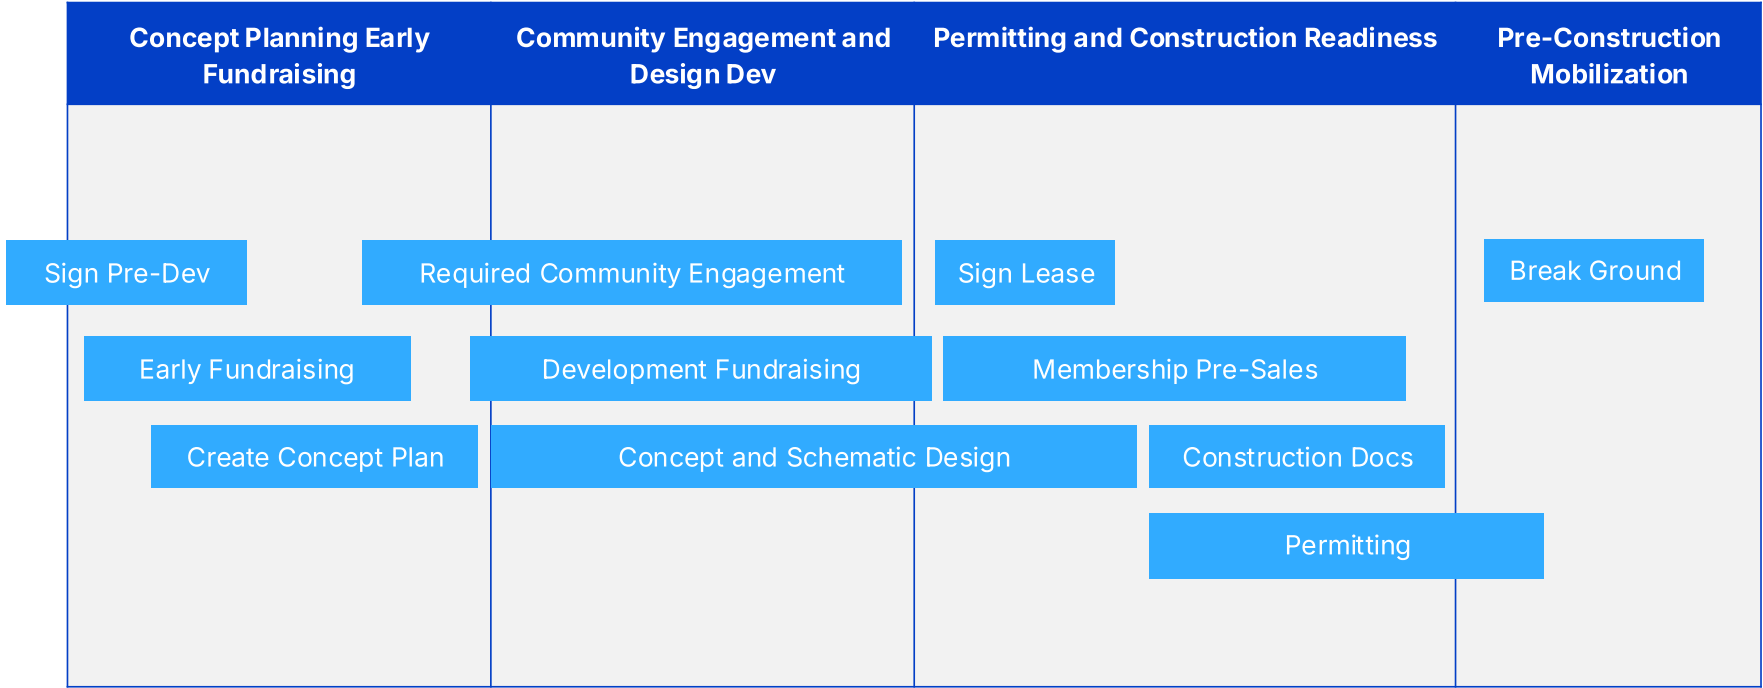 Concept Planning Early
Fundraising
Community Engagement and
Design Dev
Permitting and Construction Readiness
Pre-Construction
Mobilization
Sign Pre-Dev
Required Community Engagement
Sign Lease
Break Ground
Early Fundraising
Development Fundraising
Membership Pre-Sales
Create Concept Plan
Concept and Schematic Design
Construction Docs
Permitting